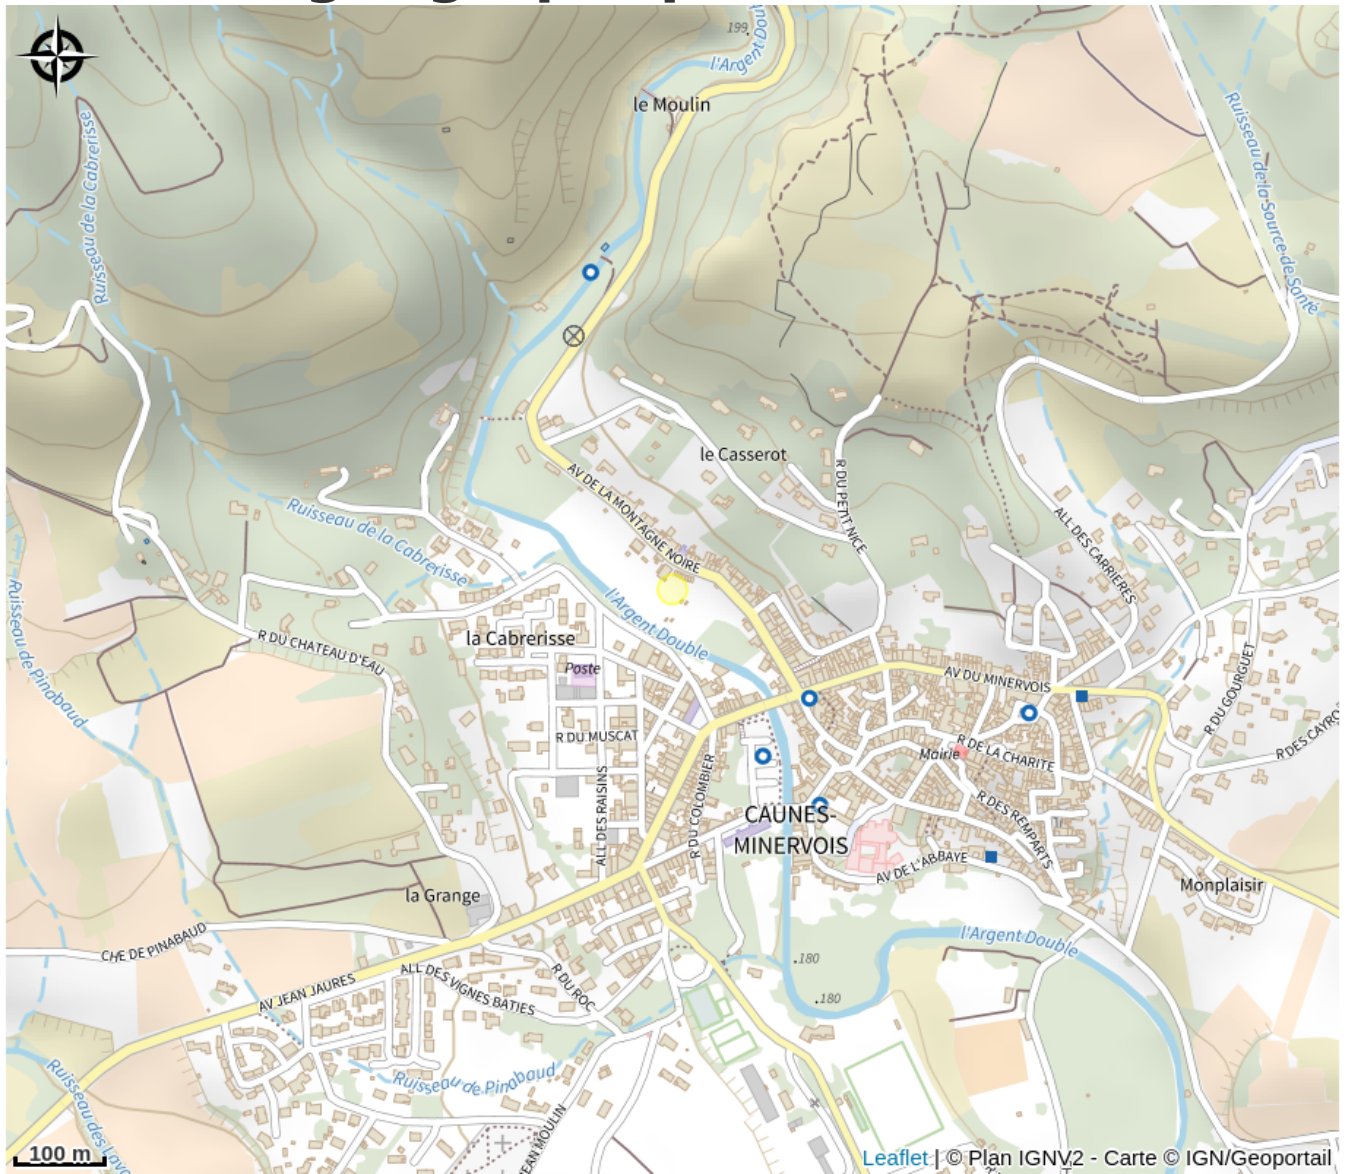 199
l'Argent Dou
le Moulin
Ruisseau de la Cabrerisse
Ruisseau de la Source de Santé
le Casserot
AV DE LA MONTAGNE NOIRE
R DU PETIT NICE
Ruisseau de la Cabrerisse
ALL DES CARRIERES
Ruisseau de Pinabaud
l'Argent Double
R DU CHATEAU D'EAU
la Cabrerisse
Poste
AV DU MINERVOIS
R DU GOURGUET
R DU MUSCAT
R DE LA CHARITE
Mairie
R DES CAYRO
ALL DES RAISINS
R DU COLOMBIER
R DES REMPARTS
CAUNES-
MINERVOIS
AV DE L'ABBAYE
Monplaisir
la Grange
CHE DE PINABAUD
l'Argent Double
180
180
ALL DES VIGNES BATIES
R DU ROC
AV JEAN JAURES
Ruisseau de Pinabaud
Ruisseau des Lavo
JEAN MOULIN
100 m
Leaflet | © Plan IGNV2 - Carte © IGN/Geoportail